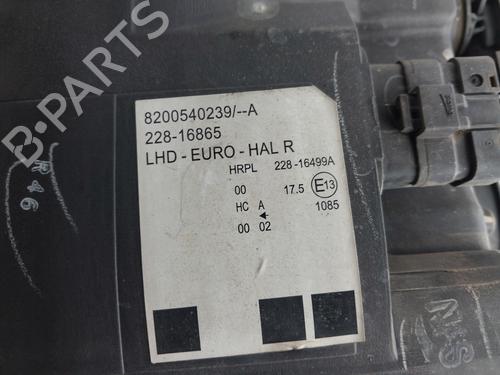 8200540239/--A
228-16865
LHD - EURO - HAL R
HRPL 228-16499A
00 17.5 E13
HC A 1085
00 02
B-PARTS